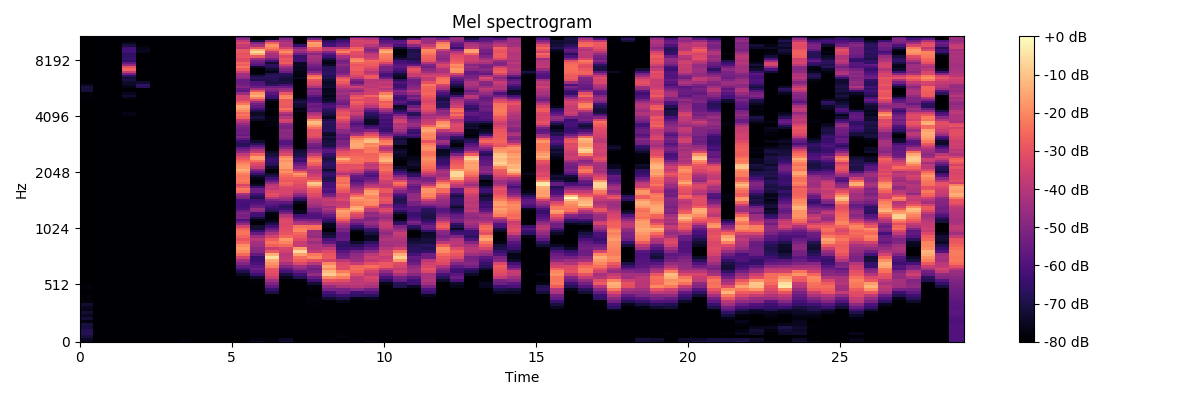 Mel spectrogram
+0 dB
8192
-10 dB
4096
-20 dB
-30 dB
2048
Hz
-40 dB
1024
-50 dB
-60 dB
512
-70 dB
0
-80 dB
0 5 10 15 20 25
Time